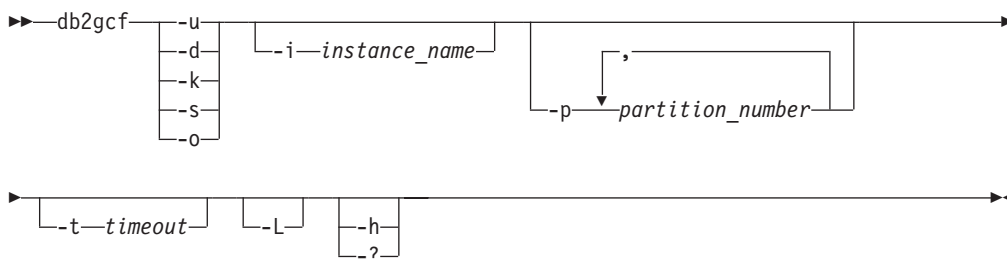 db2gcf -u -i instance_name ,
-d
-k -p partition_number
-s
-o
-t timeout -L -h
-?